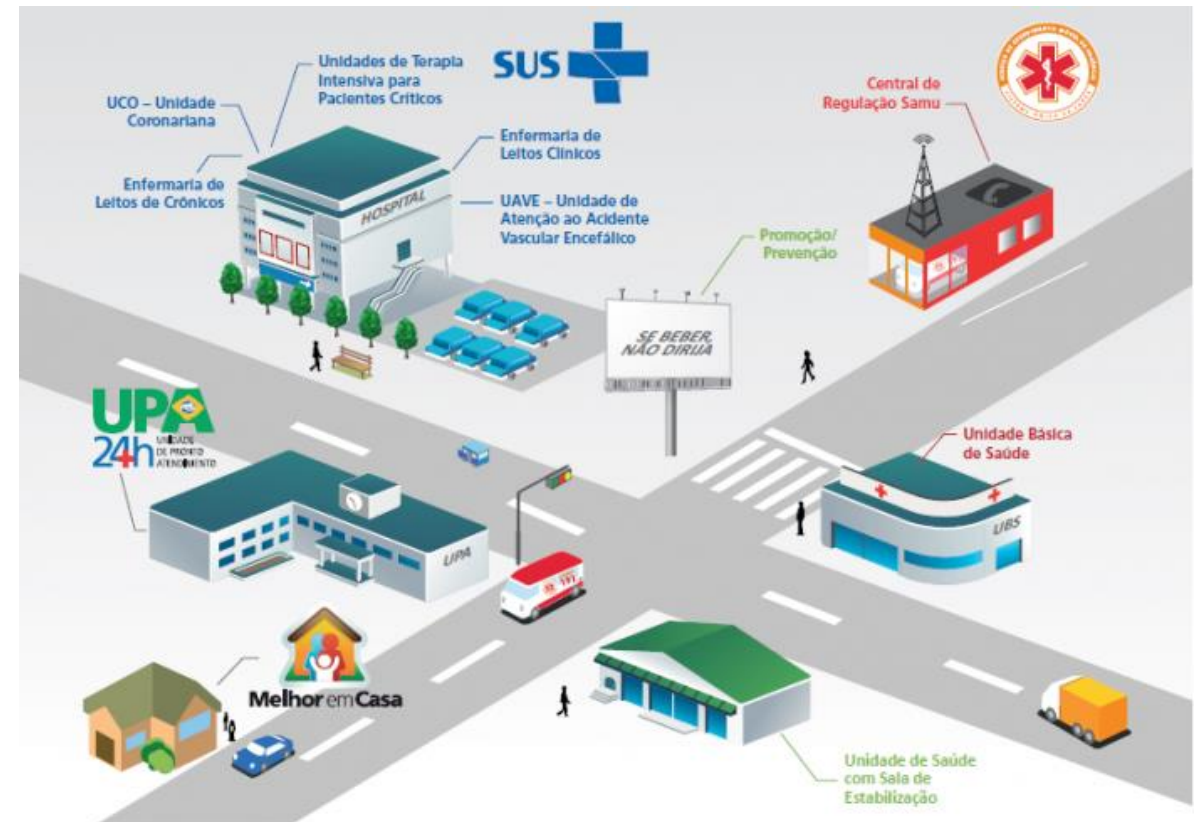 SUS
Unidades de Terapia
Intensiva para
Pacientes Críticos
UCO – Unidade
Coronariana
Enfermaria de
Leitos de Crônicos
Enfermaria de
Leitos Clínicos
UAVE – Unidade de
Atenção ao Acidente
Vascular Encefálico
HOSPITAL
Central de
Regulação Samu
Promoção/
Prevenção
SE BEBER,
NÃO DIRIJA
UPA
24h
UNIDADE
DE PRONTO
ATENDIMENTO
UPA
Unidade Básica
de Saúde
UBS
Melhor em Casa
Unidade de Saúde
com Sala de
Estabilização